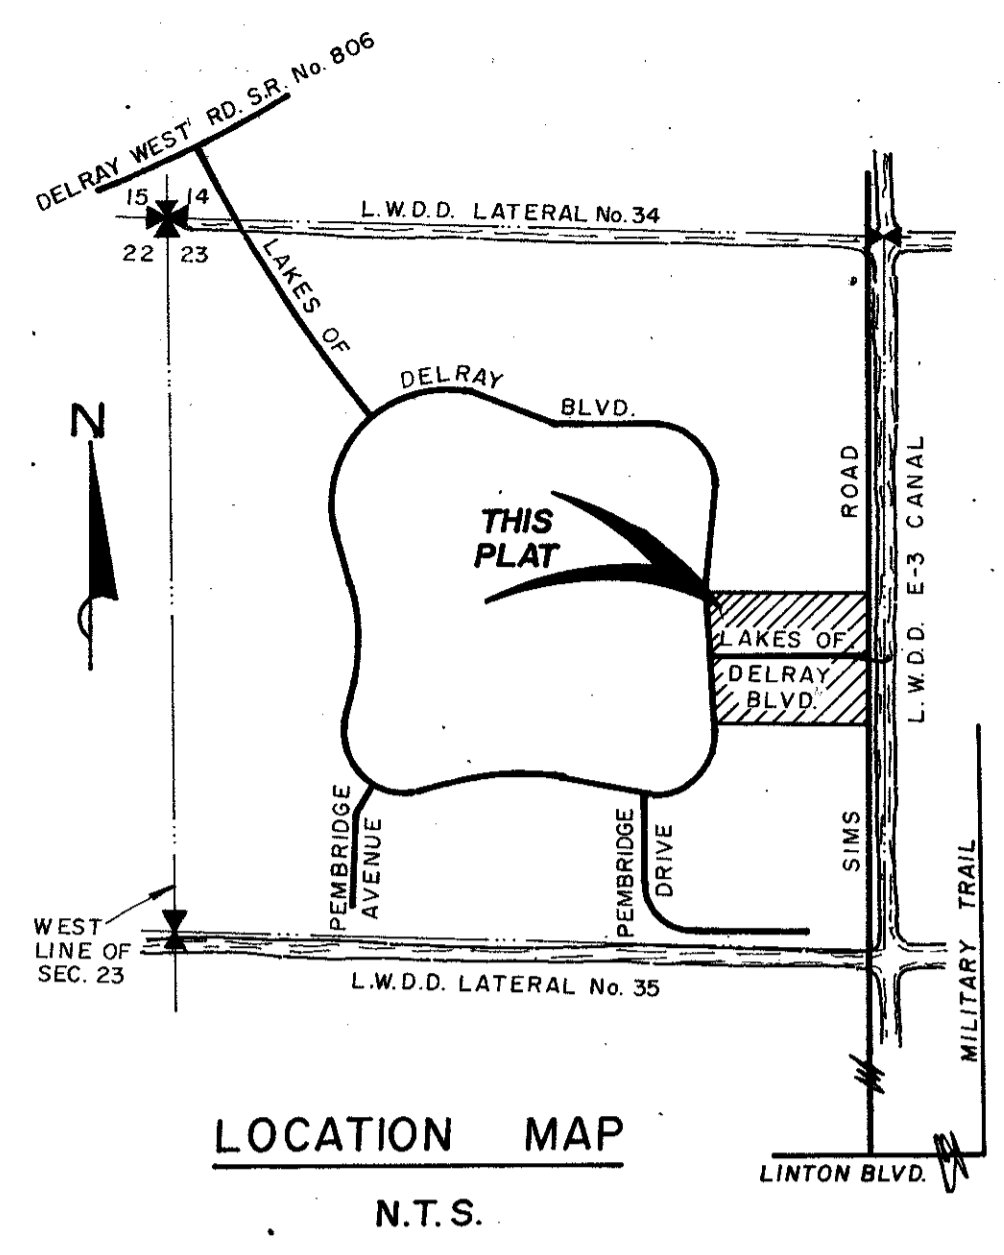 DELRAY WEST RD. S.R. No. 806
15 14
22 23
L.W.D.D. LATERAL No. 34
LAKES OF
DELRAY
BLVD.
N
THIS
PLAT
ROAD
L.W.D.D. E-3 CANAL
LAKES OF
DELRAY
BLVD.
SIMS
PEMBRIDGE
AVENUE
PEMBRIDGE
DRIVE
MILITARY TRAIL
WEST
LINE OF
SEC. 23
L.W.D.D. LATERAL No. 35
LOCATION MAP
LINTON BLVD.
N.T.S.